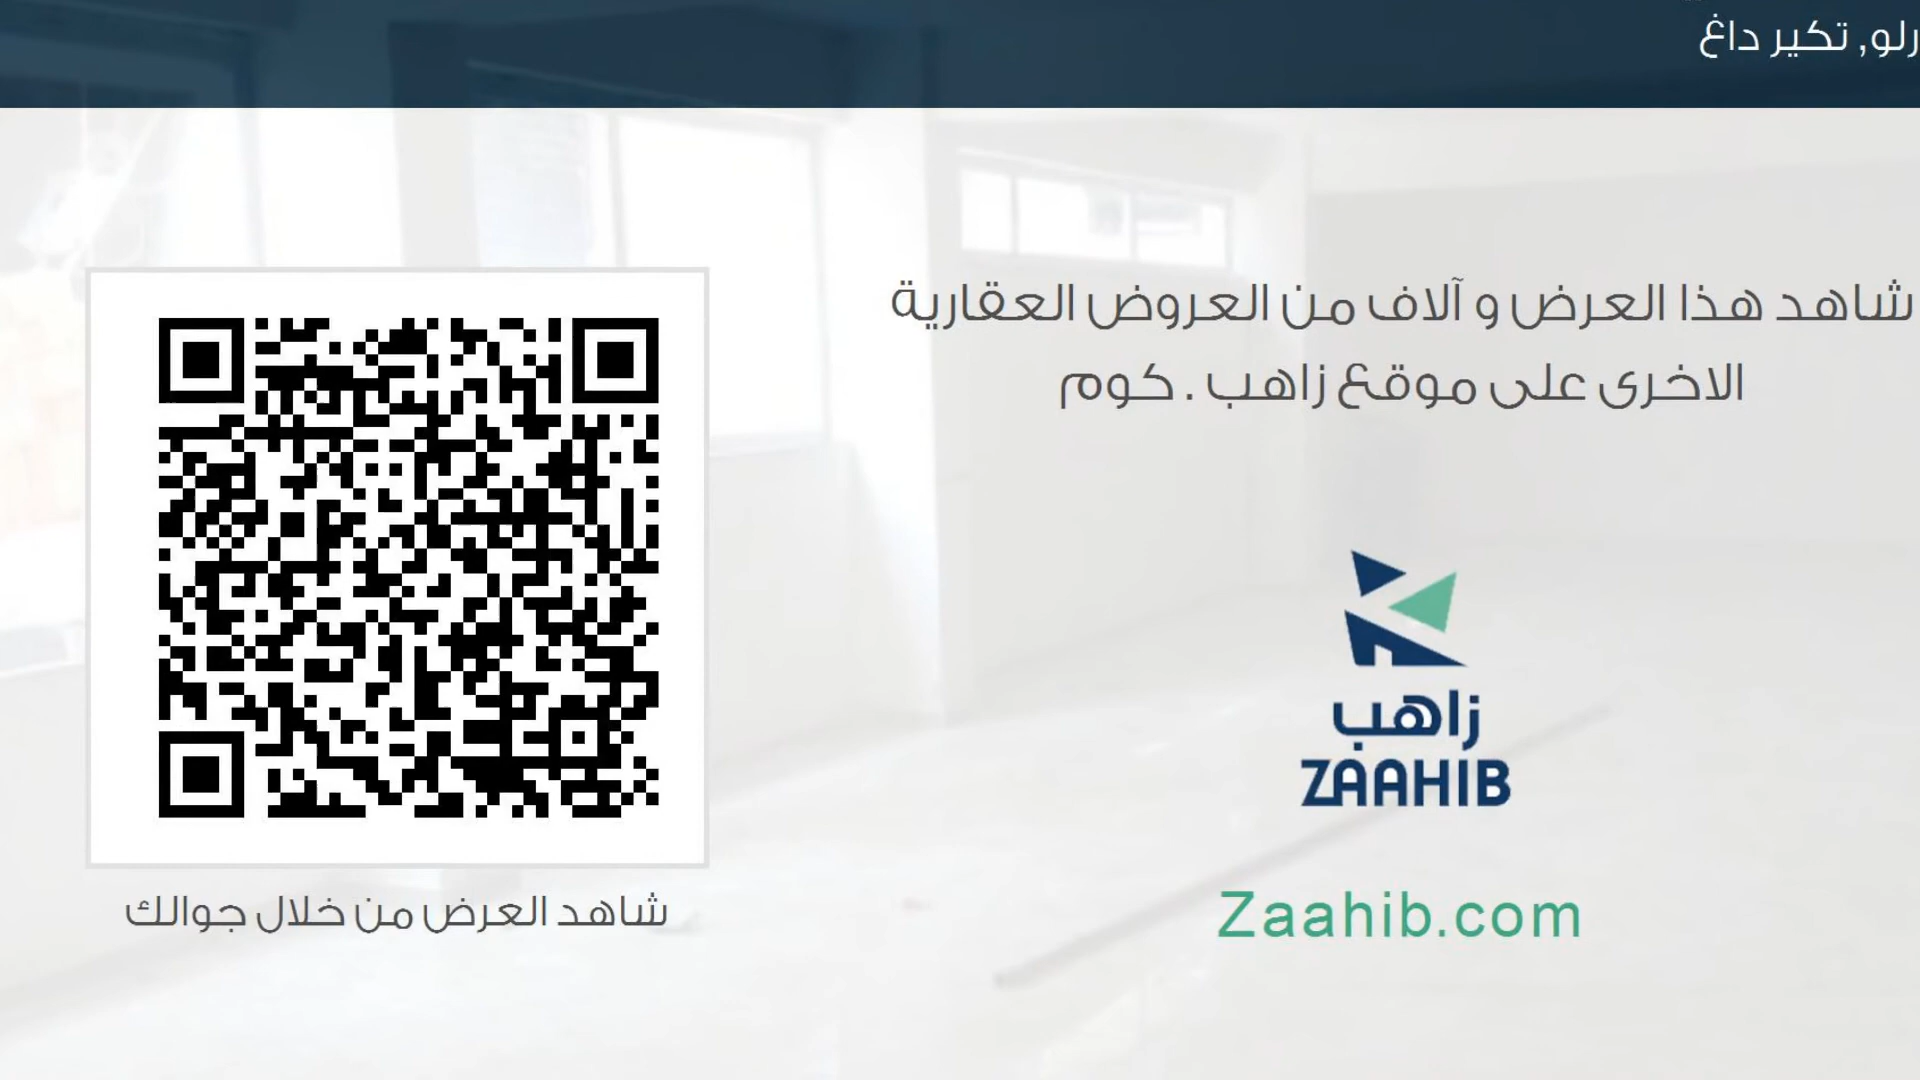 تكير داغ
شاهد هذا العرض و آلاف من العروض العقارية
الاخرى على موقع زاهب . كوم
زاهب
ZAAHIB
Zaahib.com
شاهد العرض من خلال جوالك